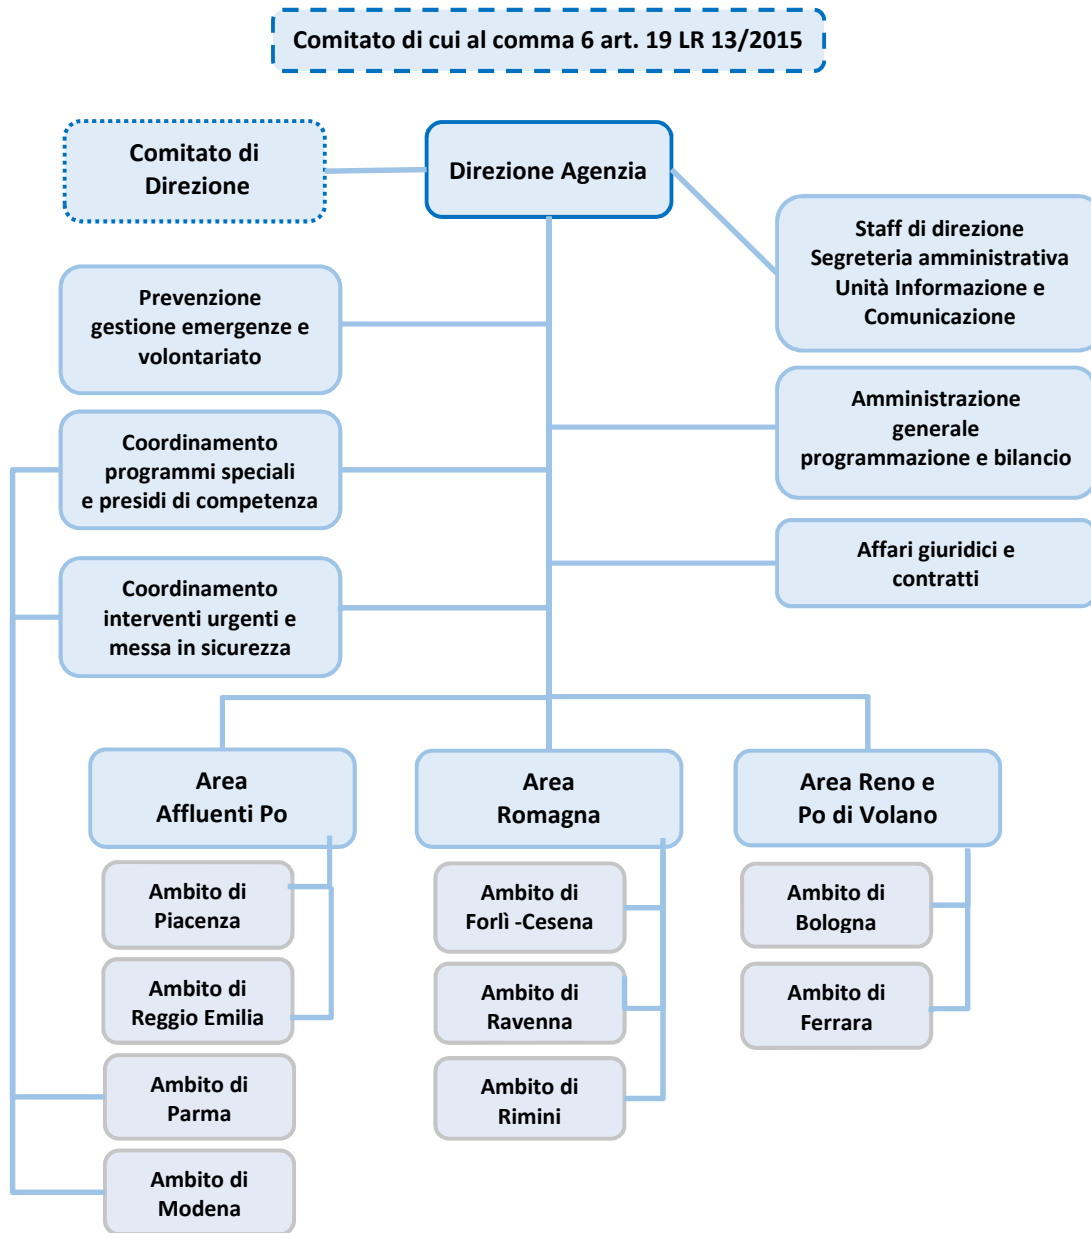 Comitato di cui al comma 6 art. 19 LR 13/2015
Comitato di
Direzione
Direzione Agenzia
Staff di direzione
Segreteria amministrativa
Unità Informazione e
Comunicazione
Prevenzione
gestione emergenze e
volontariato
Amministrazione
generale
programmazione e bilancio
Coordinamento
programmi speciali
e presidi di competenza
Affari giuridici e
contratti
Coordinamento
interventi urgenti e
messa in sicurezza
Area
Affluenti Po
Area
Romagna
Area Reno e
Po di Volano
Ambito di
Piacenza
Ambito di
Forlì -Cesena
Ambito di
Bologna
Ambito di
Reggio Emilia
Ambito di
Ravenna
Ambito di
Ferrara
Ambito di
Parma
Ambito di
Rimini
Ambito di
Modena